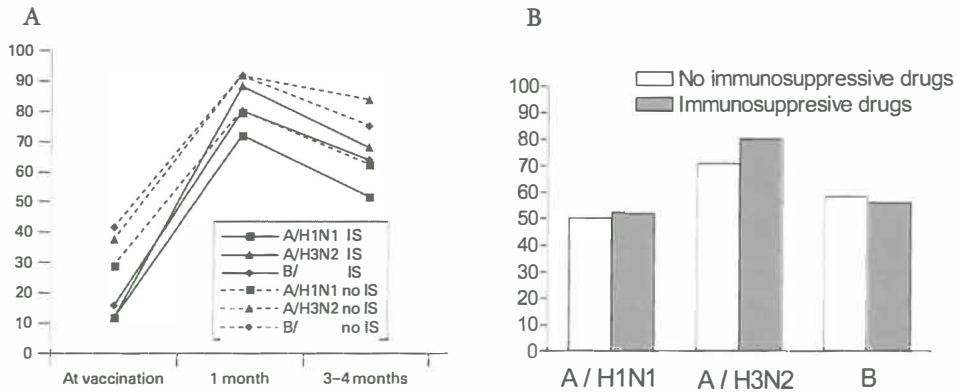 A
100
90
80
70
60
50
40
30
20
10
0
A/H1N1 IS
A/H3N2 IS
B/ IS
A/H1N1 no IS
A/H3N2 no IS
B/ no IS
At vaccination
1 month
3–4 months
B
No immunosuppressive drugs
Immunosuppresive drugs
100
90
80
70
60
50
40
30
20
10
0
A / H1N1
A / H3N2
B